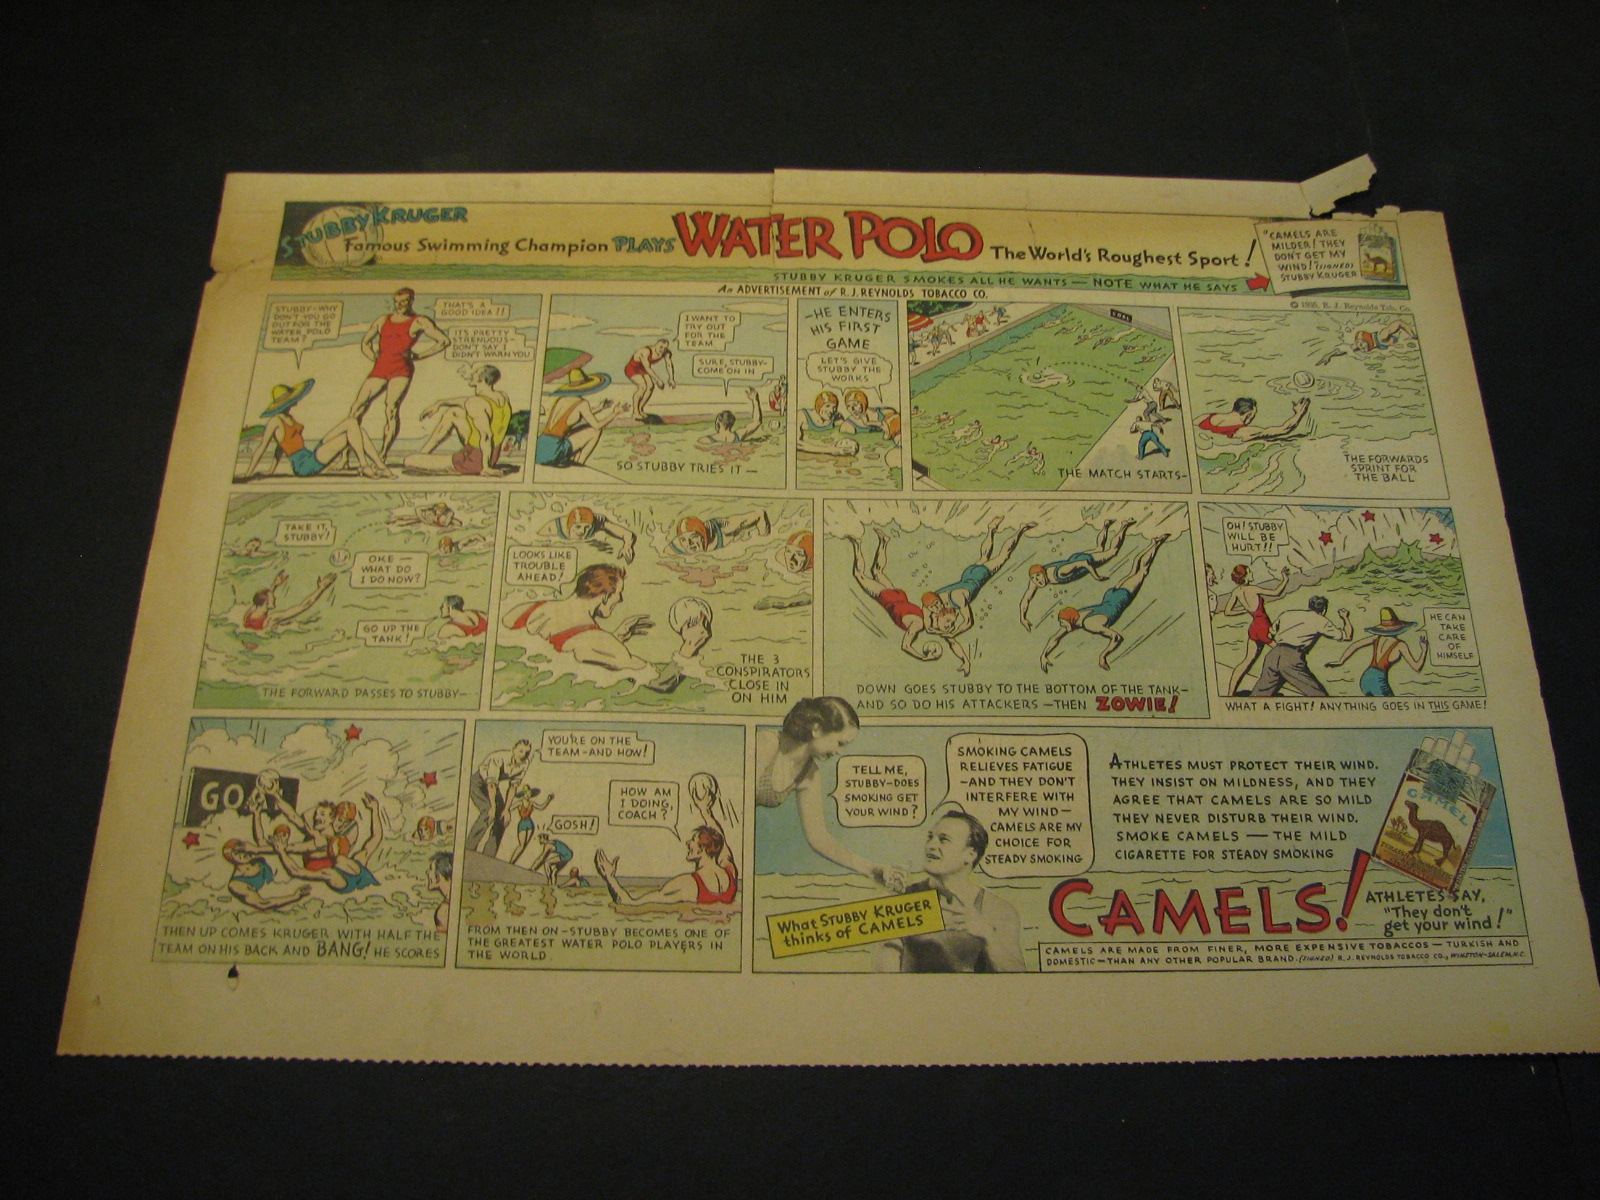 STUBBY KRUGER
Famous Swimming Champion PLAYS WATER POLO The World's Roughest Sport!
"CAMELS ARE
MILDER! THEY
DON'T GET MY
WIND!" (SIGNED)
STUBBY KRUGER
STUBBY KRUGER SMOKES ALL HE WANTS — NOTE WHAT HE SAYS
An ADVERTISEMENT of R. J. REYNOLDS TOBACCO CO.
© 1935, R. J. Reynolds Tob. Co.
STUBBY-WHY
DON'T YOU GO
OUT FOR THE
WATER POLO
TEAM?
THAT'S A
GOOD IDEA!!
IT'S PRETTY
STRENUOUS-
DON'T SAY I
DIDN'T WARN YOU
I WANT TO
TRY OUT
FOR THE
TEAM
SURE, STUBBY-
COME ON IN
SO STUBBY TRIES IT —
-HE ENTERS
HIS FIRST
GAME
LET'S GIVE
STUBBY THE
WORKS
THE MATCH STARTS-
THE FORWARDS
SPRINT FOR
THE BALL
TAKE IT,
STUBBY!
OKE —
WHAT DO
I DO NOW?
GO UP THE
TANK!
THE FORWARD PASSES TO STUBBY—
LOOKS LIKE
TROUBLE
AHEAD!
THE 3
CONSPIRATORS
CLOSE IN
ON HIM
DOWN GOES STUBBY TO THE BOTTOM OF THE TANK—
AND SO DO HIS ATTACKERS —THEN ZOWIE!
OH! STUBBY
WILL BE
HURT!!
HE CAN
TAKE
CARE
OF
HIMSELF
WHAT A FIGHT! ANYTHING GOES IN THIS GAME!
GO
THEN UP COMES KRUGER WITH HALF THE
TEAM ON HIS BACK AND BANG! HE SCORES
YOU'RE ON THE
TEAM-AND HOW!
GOSH!
HOW AM
I DOING,
COACH?
FROM THEN ON-STUBBY BECOMES ONE OF
THE GREATEST WATER POLO PLAYERS IN
THE WORLD.
TELL ME,
STUBBY-DOES
SMOKING GET
YOUR WIND?
SMOKING CAMELS
RELIEVES FATIGUE
-AND THEY DON'T
INTERFERE WITH
MY WIND—
CAMELS ARE MY
CHOICE FOR
STEADY SMOKING
What STUBBY KRUGER
thinks of CAMELS
ATHLETES MUST PROTECT THEIR WIND.
THEY INSIST ON MILDNESS, AND THEY
AGREE THAT CAMELS ARE SO MILD
THEY NEVER DISTURB THEIR WIND.
SMOKE CAMELS — THE MILD
CIGARETTE FOR STEADY SMOKING
CAMEL
CAMELS!
ATHLETES SAY,
"They don't
get your wind!"
CAMELS ARE MADE FROM FINER, MORE EXPENSIVE TOBACCOS — TURKISH AND
DOMESTIC—THAN ANY OTHER POPULAR BRAND. (SIGNED) R. J. REYNOLDS TOBACCO CO., WINSTON-SALEM, N.C.